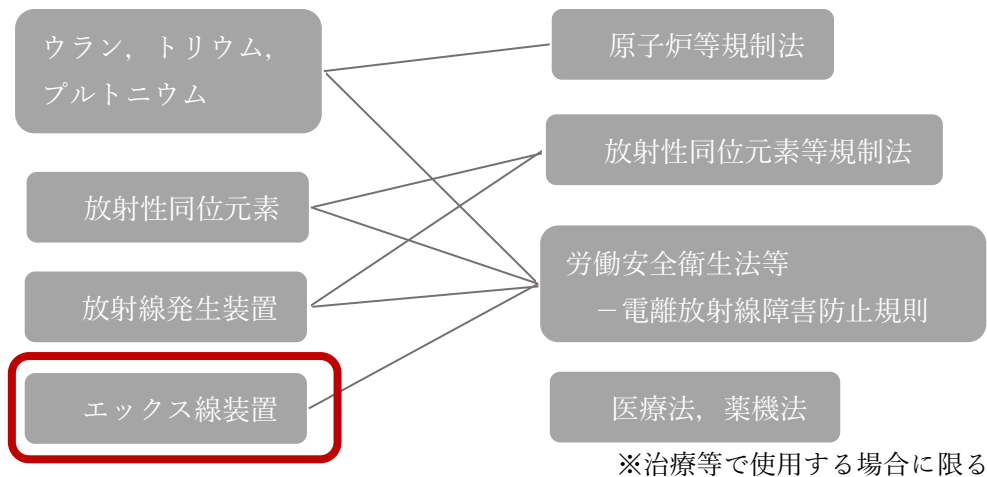 ウラン，トリウム，
プルトニウム
放射性同位元素
放射線発生装置
エックス線装置
原子炉等規制法
放射性同位元素等規制法
労働安全衛生法等
－電離放射線障害防止規則
医療法，薬機法
※治療等で使用する場合に限る